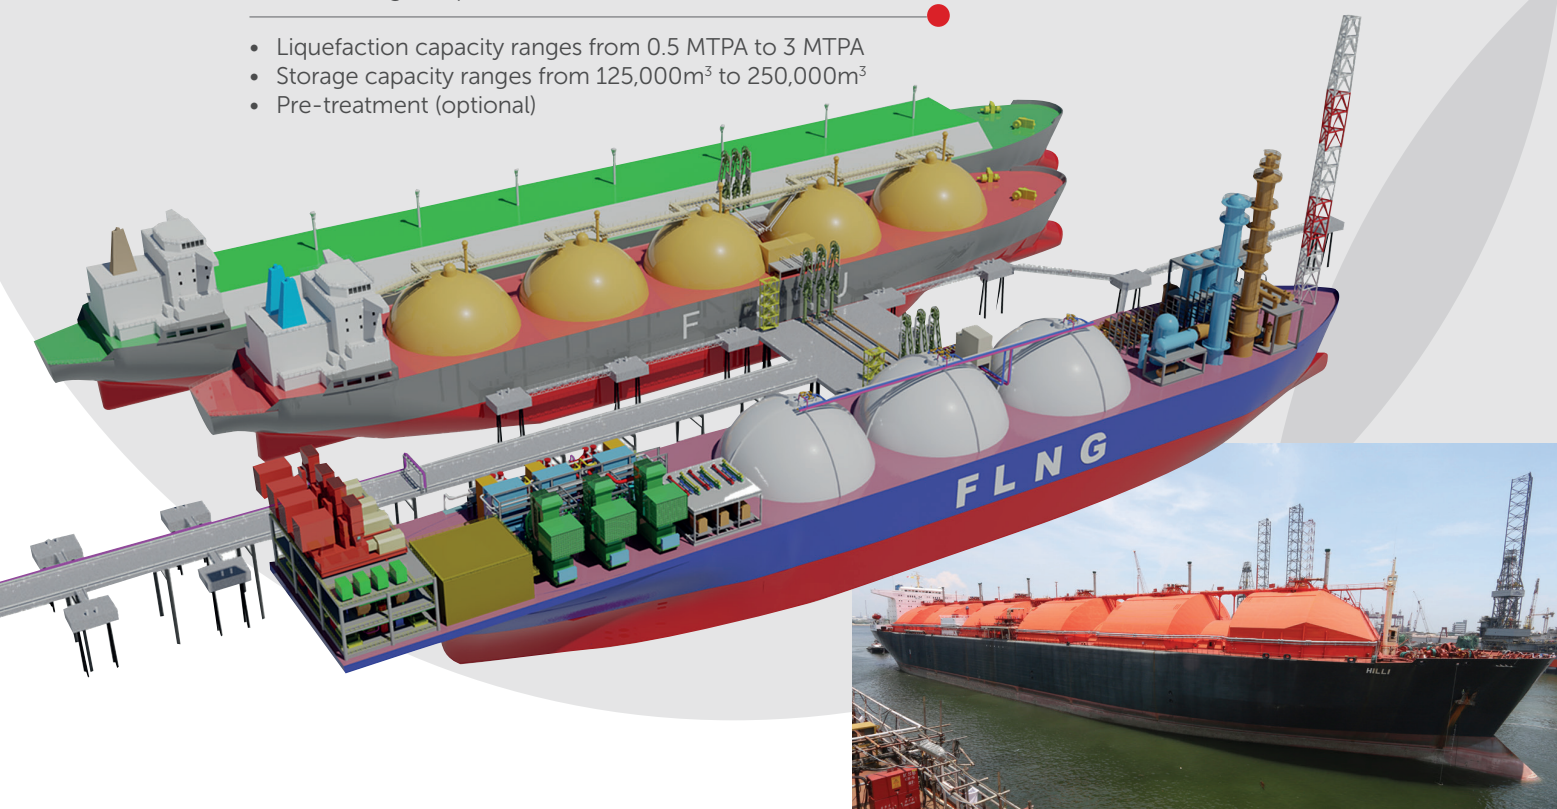 • Liquefaction capacity ranges from 0.5 MTPA to 3 MTPA
• Storage capacity ranges from 125,000m³ to 250,000m³
• Pre-treatment (optional)
F
U
FLNG
HILLI